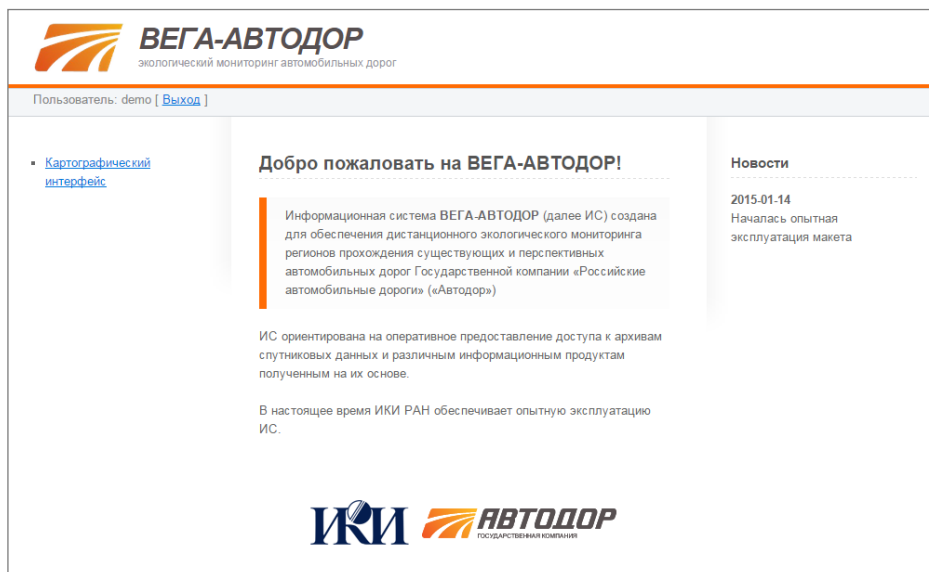 ВЕГА-АВТОДОР
экологический мониторинг автомобильных дорог
Пользователь: demo [ Выход ]
Картографический
интерфейс
Добро пожаловать на ВЕГА-АВТОДОР!
Информационная система ВЕГА-АВТОДОР (далее ИС) создана
для обеспечения дистанционного экологического мониторинга
регионов прохождения существующих и перспективных
автомобильных дорог Государственной компании «Российские
автомобильные дороги» («Автодор»)
ИС ориентирована на оперативное предоставление доступа к архивам
спутниковых данных и различным информационным продуктам
полученным на их основе.
В настоящее время ИКИ РАН обеспечивает опытную эксплуатацию
ИС.
Новости
2015-01-14
Началась опытная
эксплуатация макета
ИКИ
АВТОДОР
ГОСУДАРСТВЕННАЯ КОМПАНИЯ